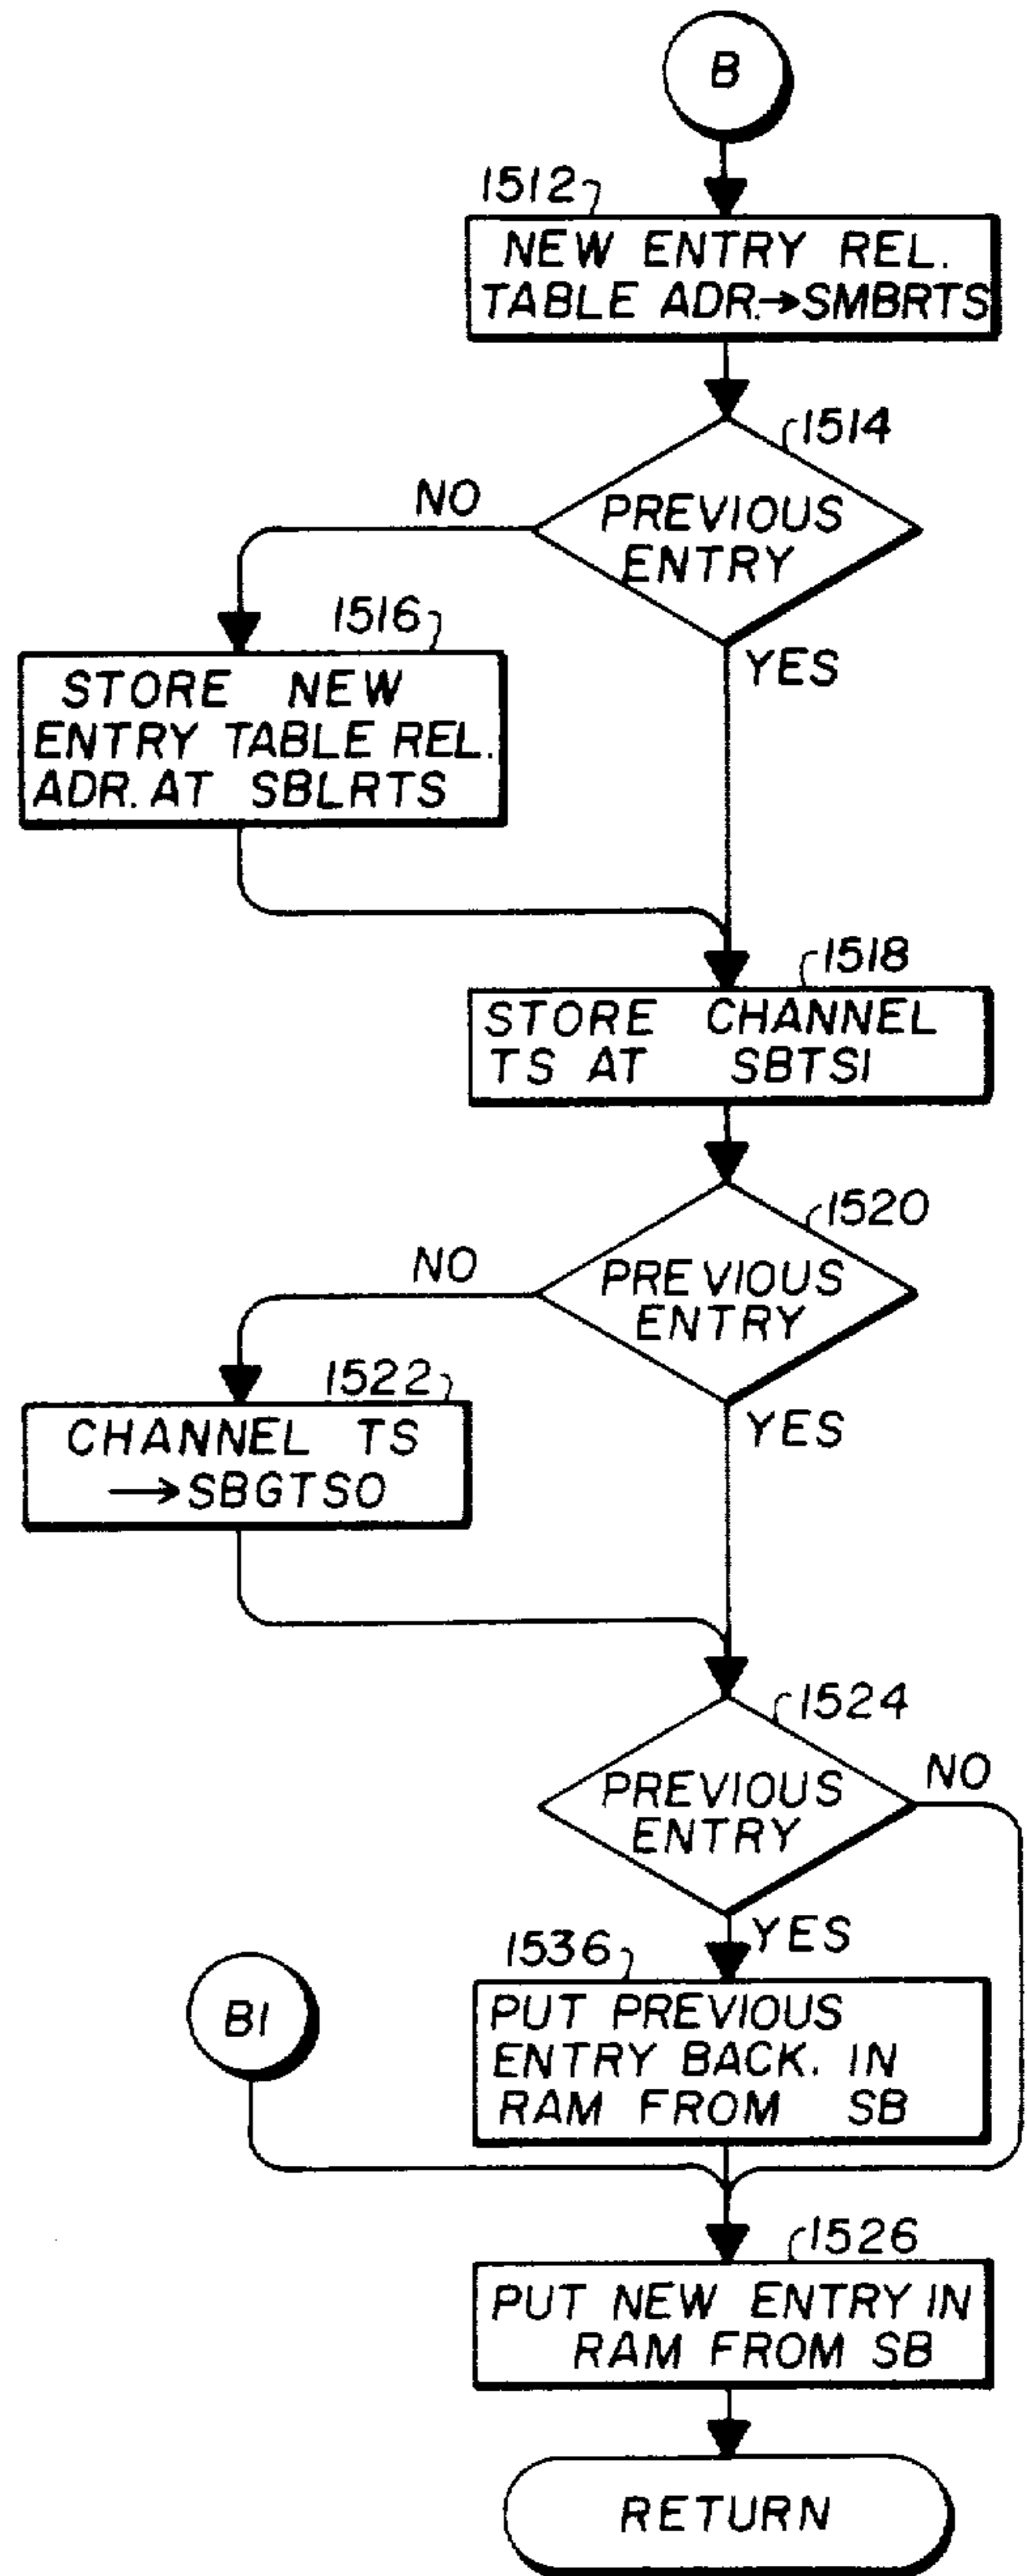 B
1512
NEW ENTRY REL.
TABLE ADR.→SMBRTS
1514
NO
PREVIOUS
ENTRY
1516
YES
STORE NEW
ENTRY TABLE REL.
ADR. AT SBLRTS
1518
STORE CHANNEL
TS AT SBTS1
1520
NO
PREVIOUS
ENTRY
1522
YES
CHANNEL TS
→SBGTSO
1524
NO
PREVIOUS
ENTRY
YES
1536
B1
PUT PREVIOUS
ENTRY BACK. IN
RAM FROM SB
1526
PUT NEW ENTRY IN
RAM FROM SB
RETURN